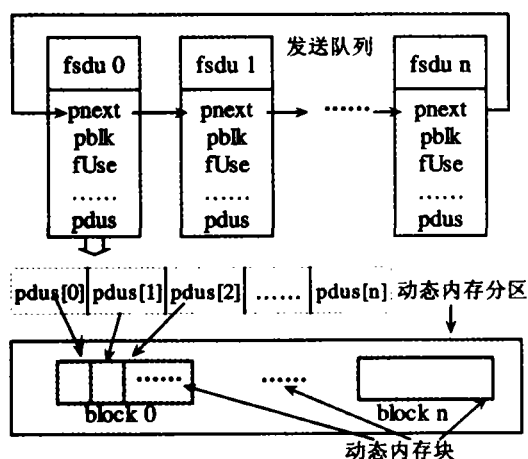 发送队列
fsdu 0 fsdu 1 fsdu n
pnext pnext ...... pnext
pblk pblk pblk
fUse fUse fUse
...... ...... ......
pdus pdus pdus
pdus[0] pdus[1] pdus[2] ...... pdus[n] 动态内存分区
...... ......
block 0 block n
动态内存块